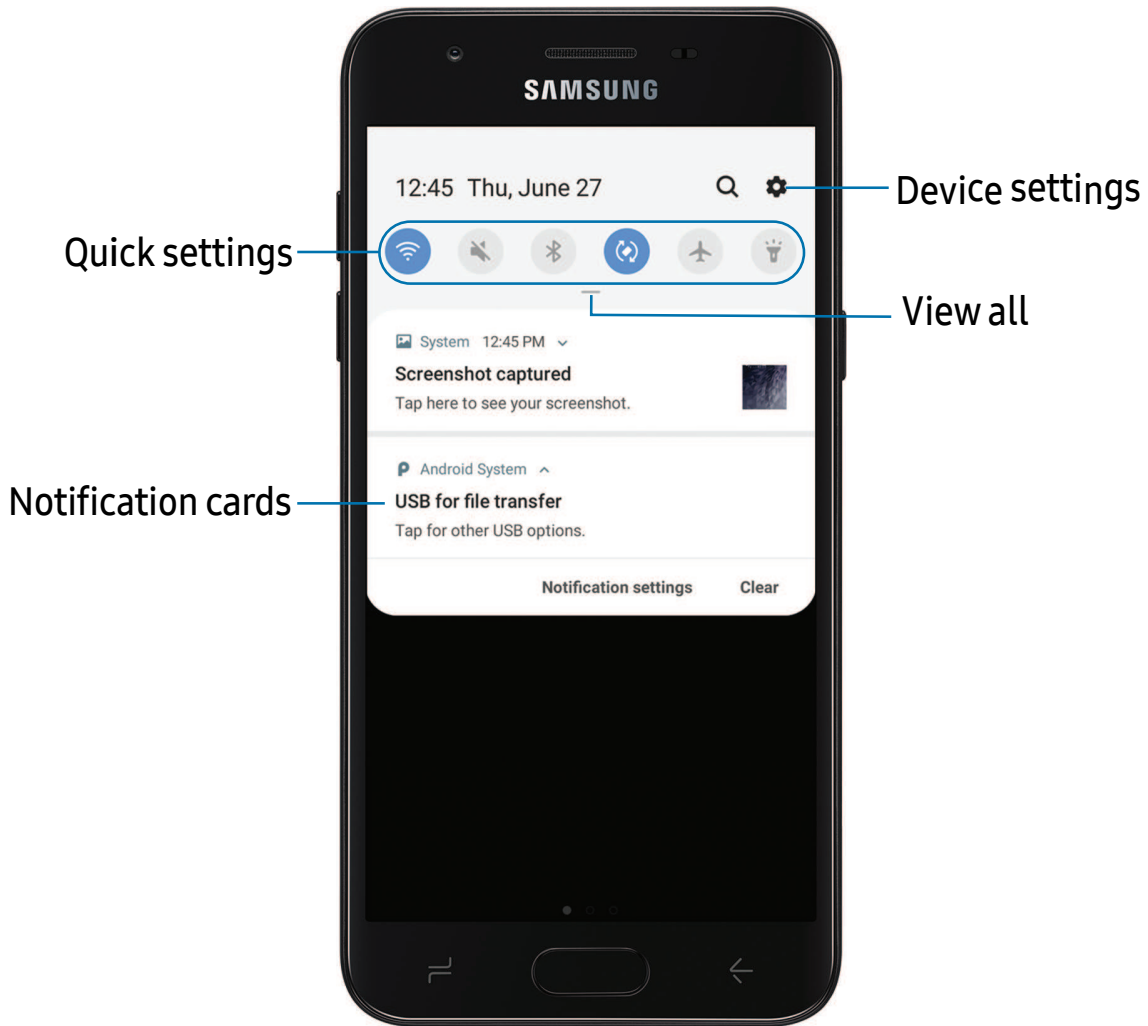 SAMSUNG
12:45 Thu, June 27
Device settings
Quick settings
View all
System 12:45 PM
Screenshot captured
Tap here to see your screenshot.
Android System
Notification cards
USB for file transfer
Tap for other USB options.
Notification settings Clear